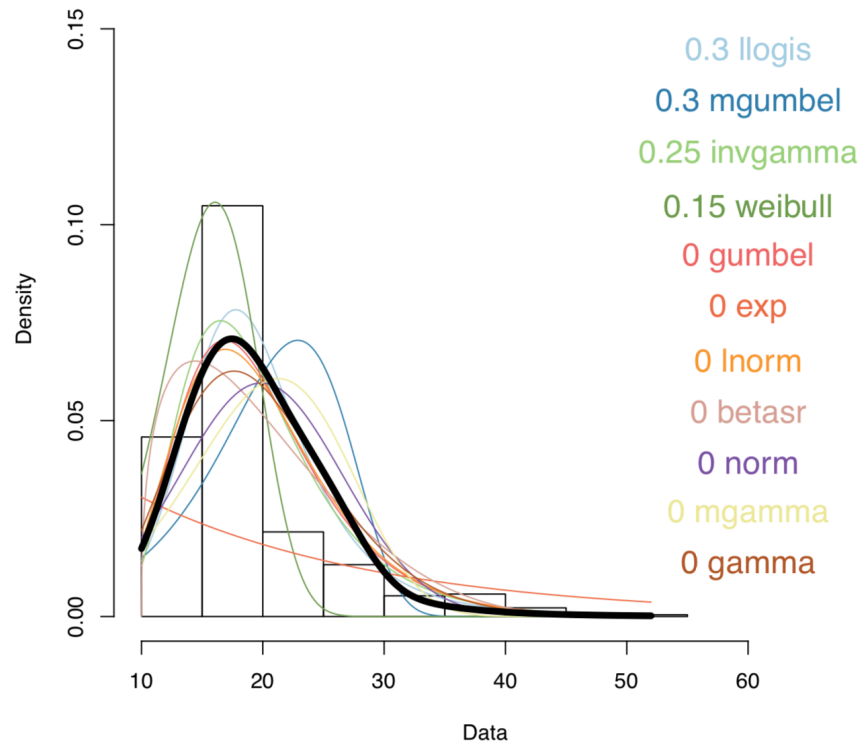 0.15
0.10
0.05
0.00
Density
10 20 30 40 50 60
Data
0.3 llogis
0.3 mgumbel
0.25 invgamma
0.15 weibull
0 gumbel
0 exp
0 lnorm
0 betasr
0 norm
0 mgamma
0 gamma